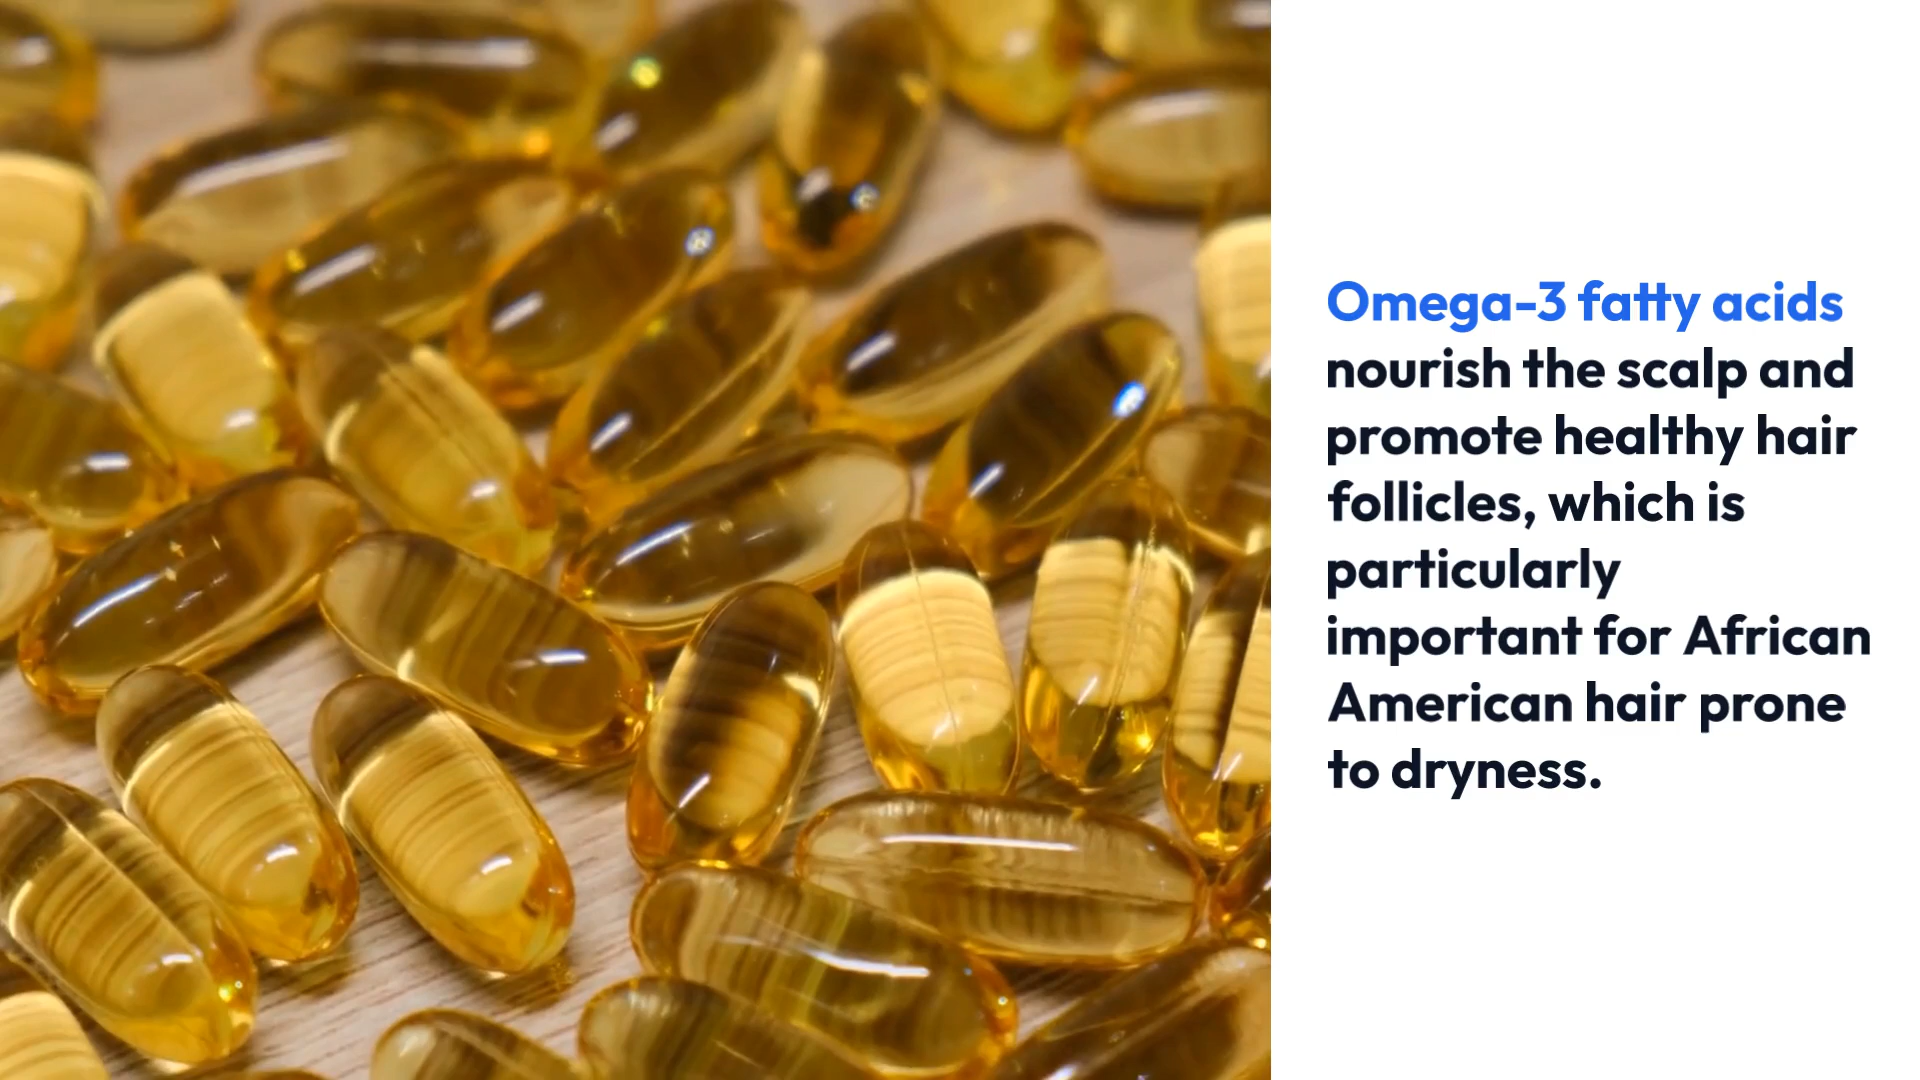 Omega-3 fatty acids
nourish the scalp and
promote healthy hair
follicles, which is
particularly
important for African
American hair prone
to dryness.